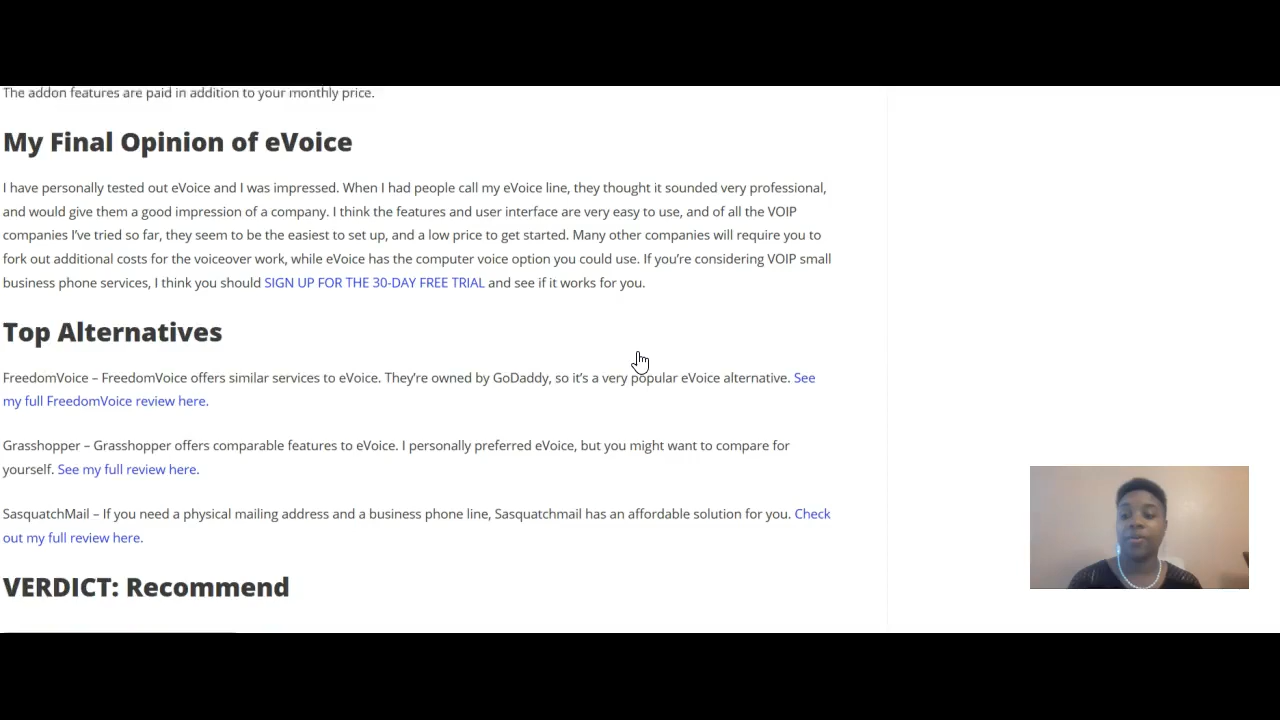 The addon features are paid in addition to your monthly price.
My Final Opinion of eVoice
I have personally tested out eVoice and I was impressed. When I had people call my eVoice line, they thought it sounded very professional,
and would give them a good impression of a company. I think the features and user interface are very easy to use, and of all the VOIP
companies I’ve tried so far, they seem to be the easiest to set up, and a low price to get started. Many other companies will require you to
fork out additional costs for the voiceover work, while eVoice has the computer voice option you could use. If you’re considering VOIP small
business phone services, I think you should SIGN UP FOR THE 30-DAY FREE TRIAL and see if it works for you.
Top Alternatives
FreedomVoice – FreedomVoice offers similar services to eVoice. They’re owned by GoDaddy, so it’s a very popular eVoice alternative. See
my full FreedomVoice review here.
Grasshopper – Grasshopper offers comparable features to eVoice. I personally preferred eVoice, but you might want to compare for
yourself. See my full review here.
SasquatchMail – If you need a physical mailing address and a business phone line, Sasquatchmail has an affordable solution for you. Check
out my full review here.
VERDICT: Recommend